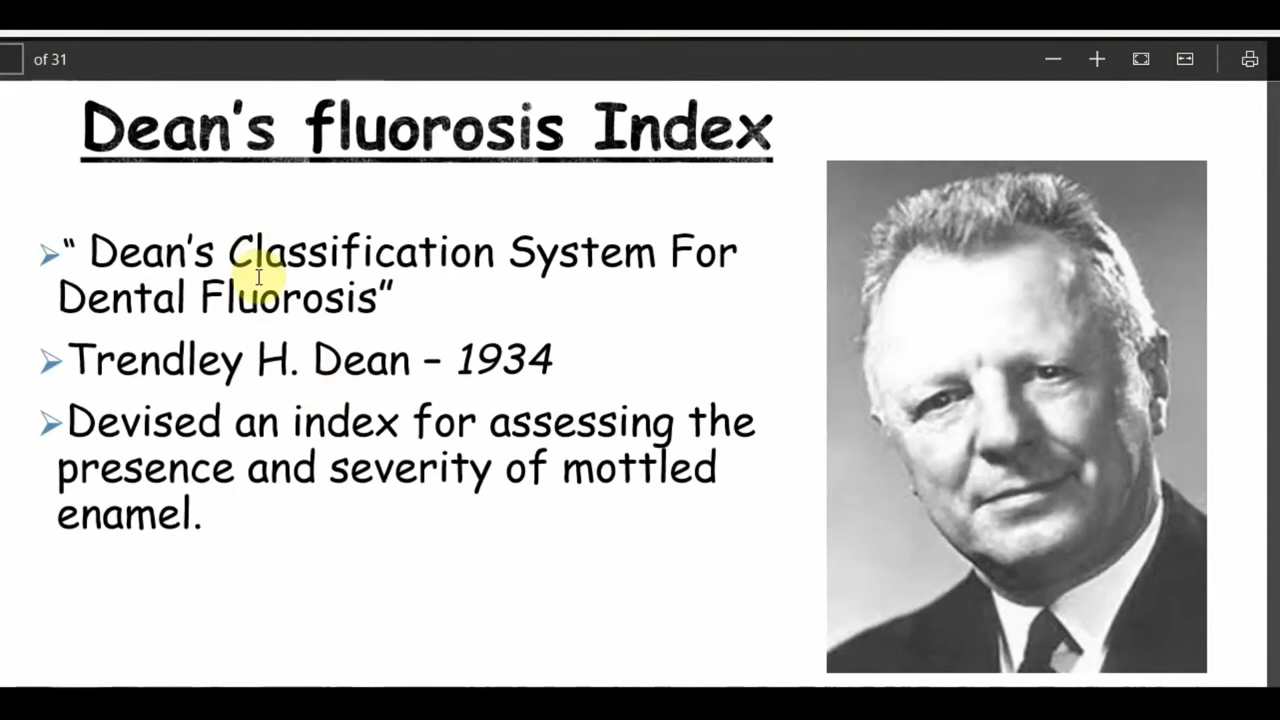 of 31
Dean's fluorosis Index
" Dean's Classification System For
Dental Fluorosis"
Trendley H. Dean – 1934
Devised an index for assessing the
presence and severity of mottled
enamel.